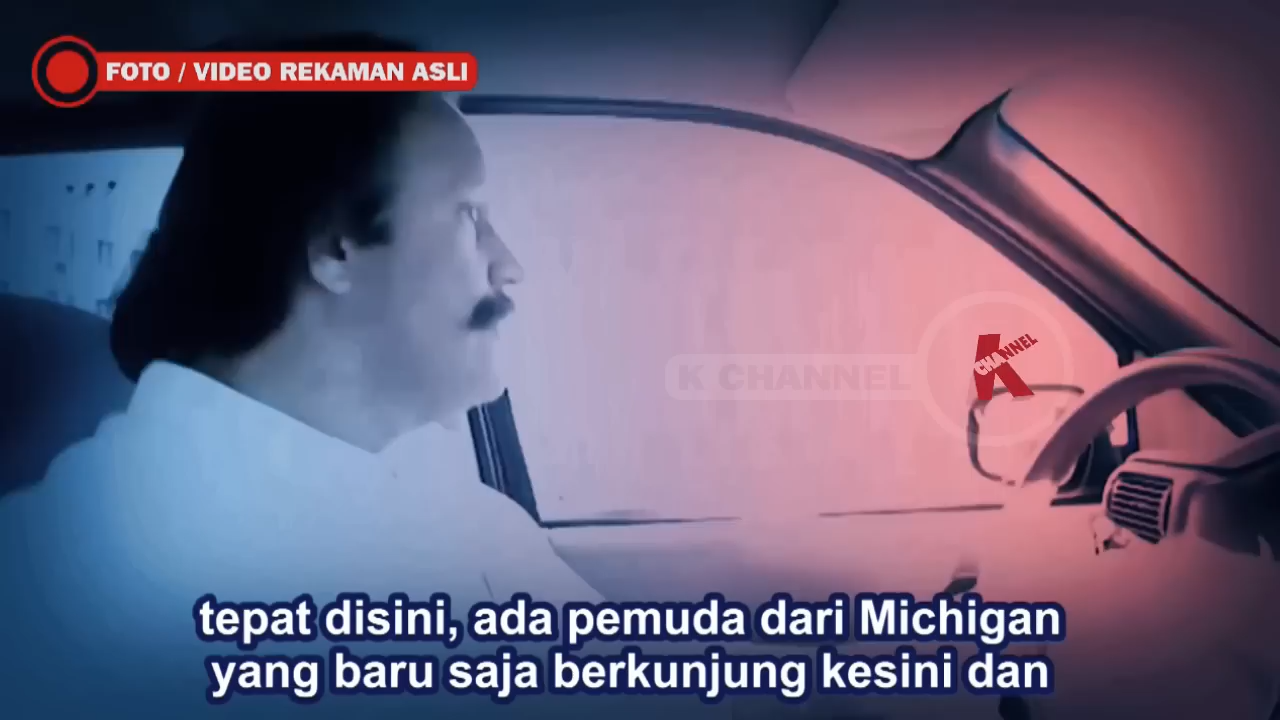 FOTO / VIDEO REKAMAN ASLI
K CHANNEL
K CHANNEL
tepat disini, ada pemuda dari Michigan
yang baru saja berkunjung kesini dan